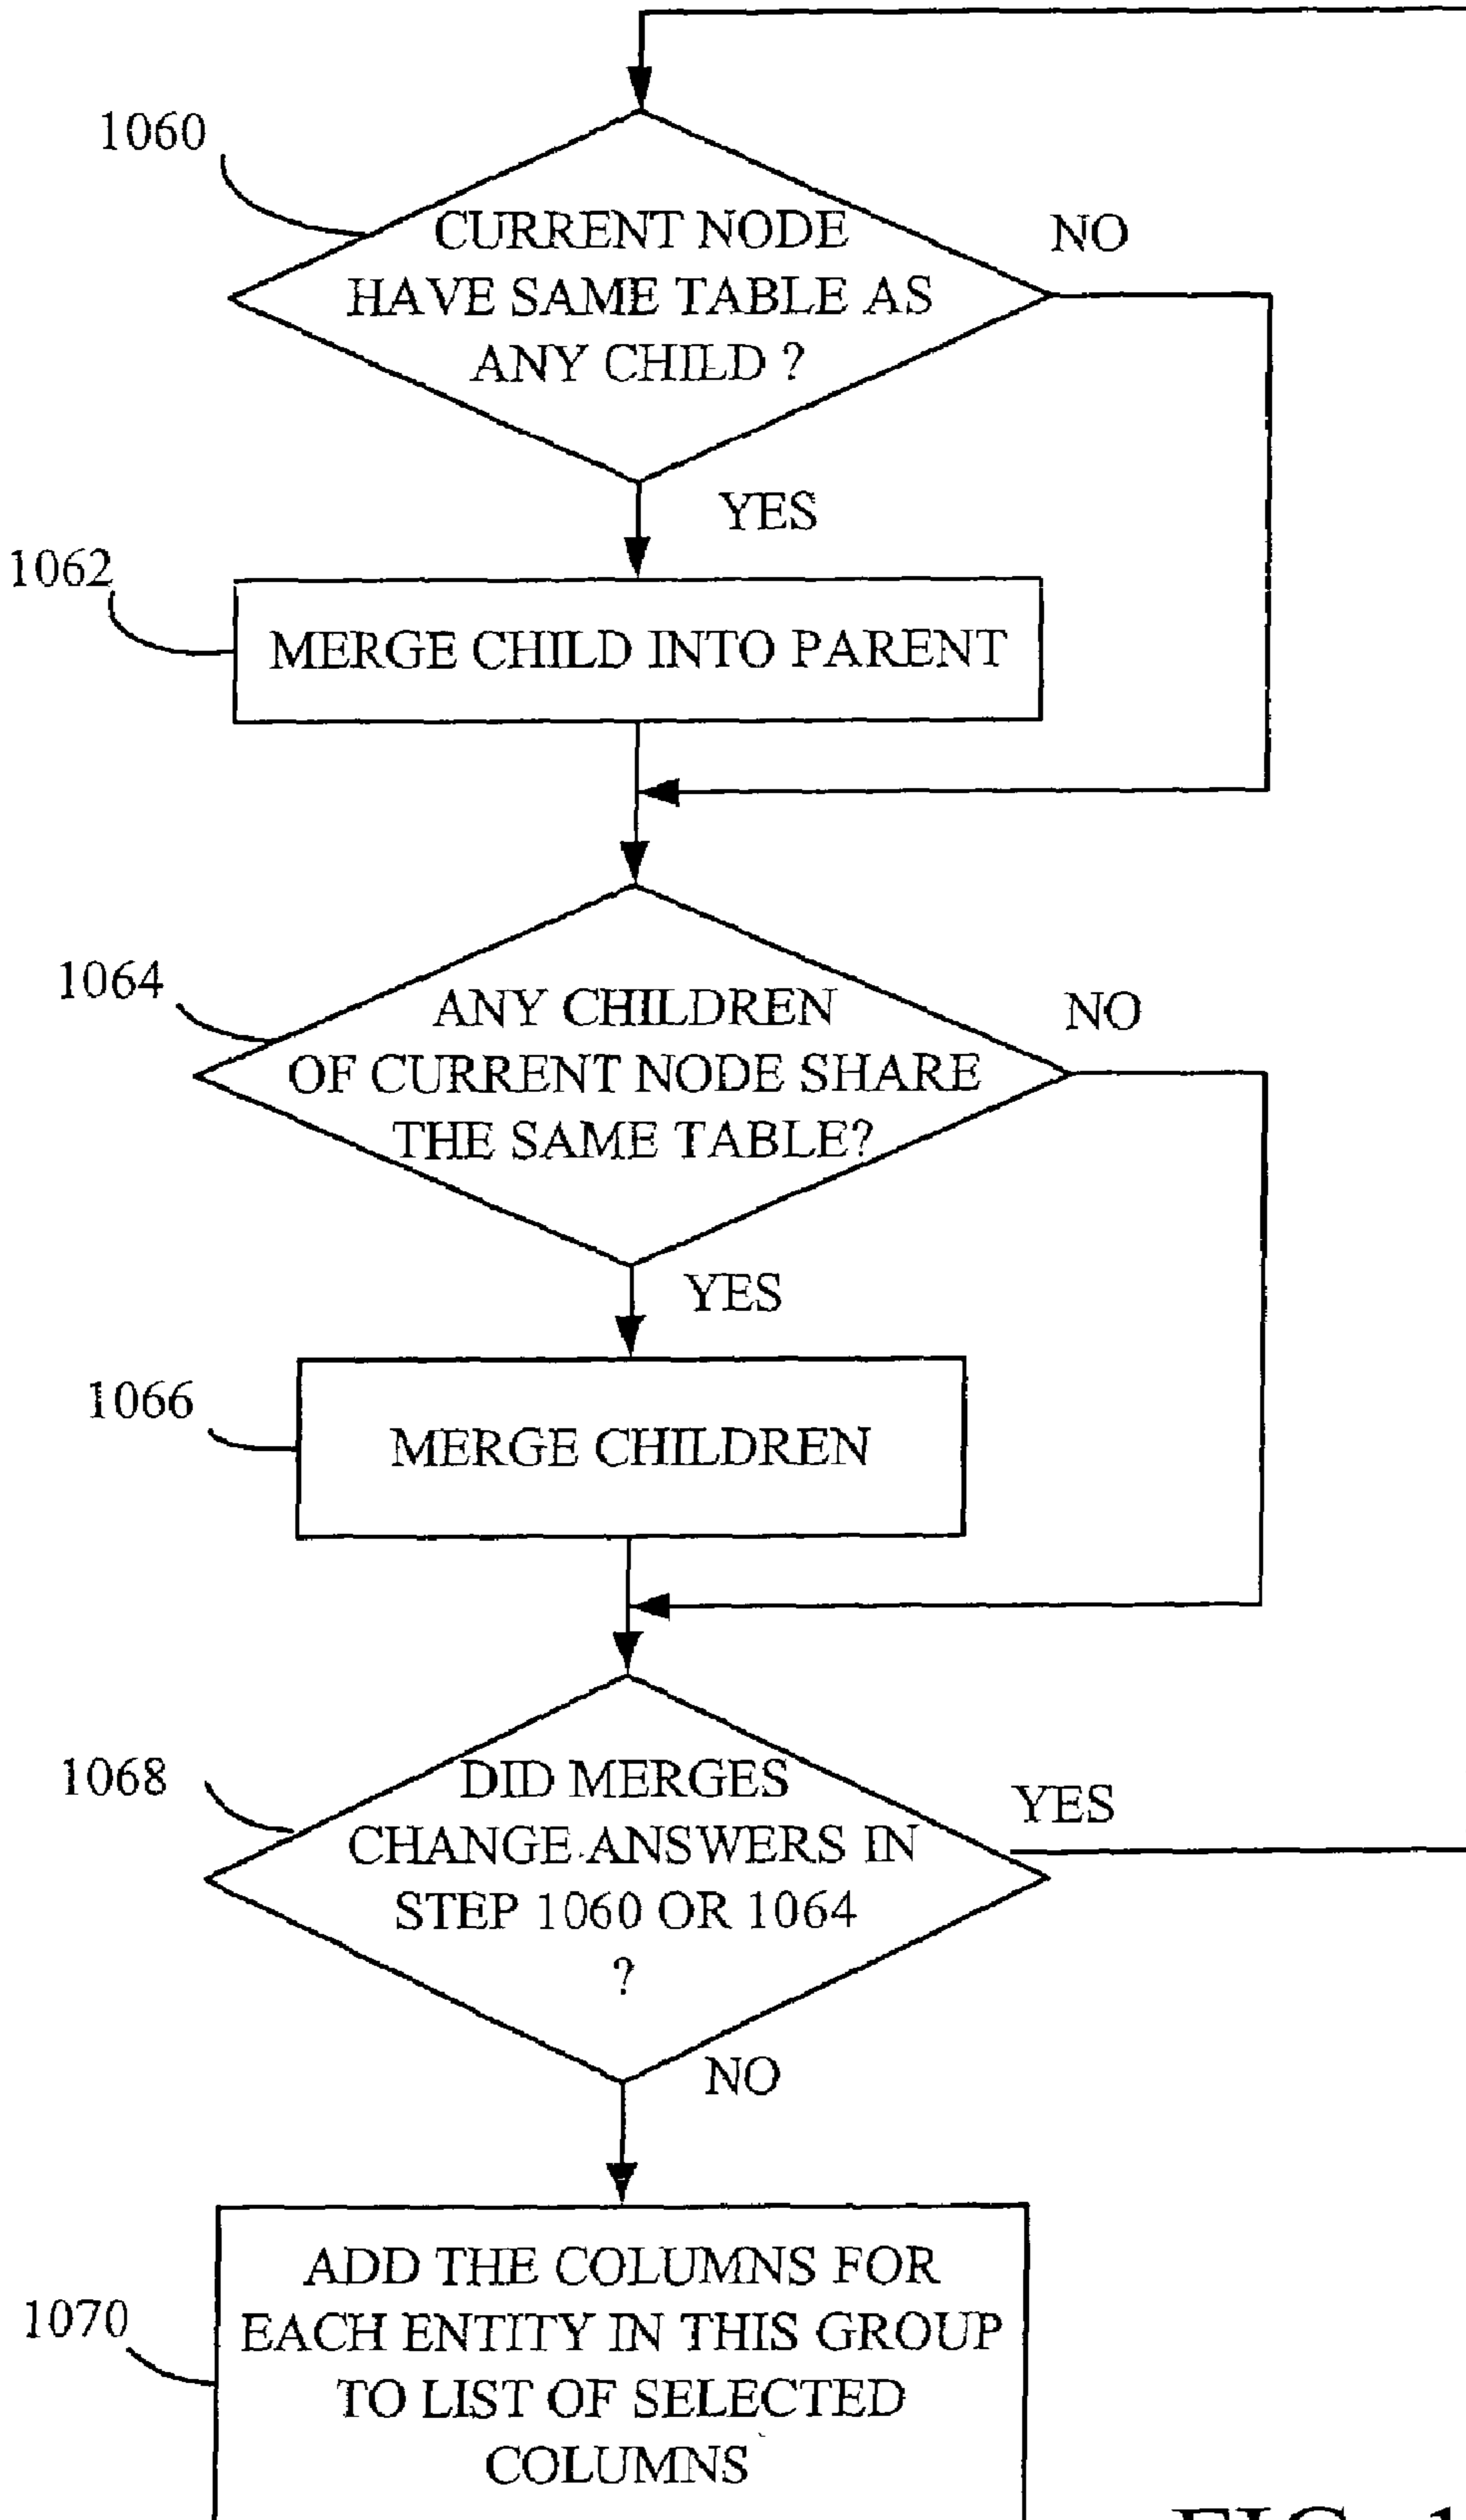 1060
CURRENT NODE
HAVE SAME TABLE AS
ANY CHILD ?
NO
YES
1062
MERGE CHILD INTO PARENT
1064
ANY CHILDREN
OF CURRENT NODE SHARE
THE SAME TABLE?
NO
YES
1066
MERGE CHILDREN
1068
DID MERGES
CHANGE ANSWERS IN
STEP 1060 OR 1064
?
YES
NO
1070
ADD THE COLUMNS FOR
EACH ENTITY IN THIS GROUP
TO LIST OF SELECTED
COLUMNS